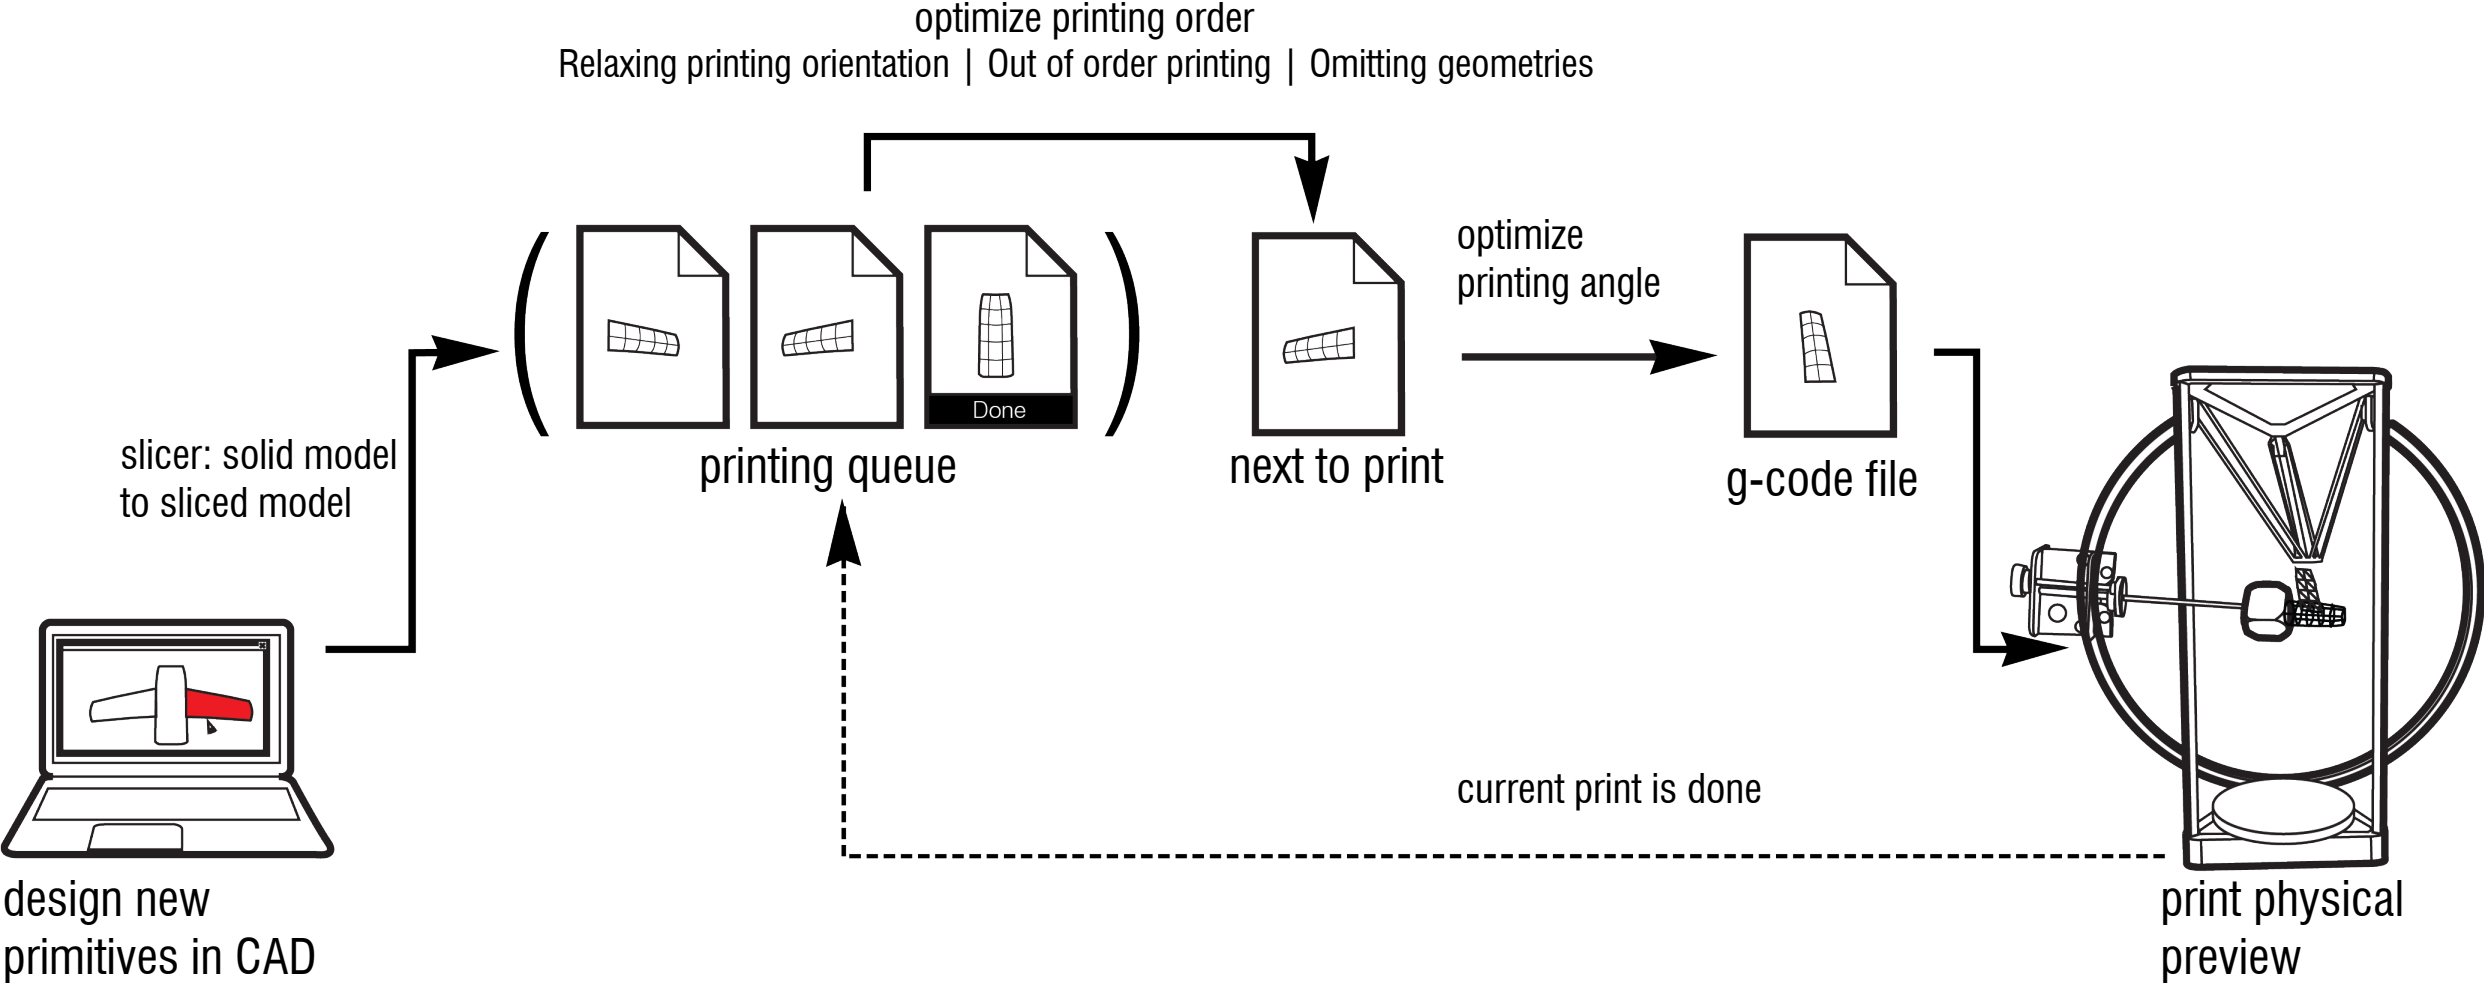 optimize printing order
Relaxing printing orientation | Out of order printing | Omitting geometries
optimize
printing angle
Done
slicer: solid model
to sliced model
printing queue
next to print
g-code file
current print is done
design new
primitives in CAD
print physical
preview